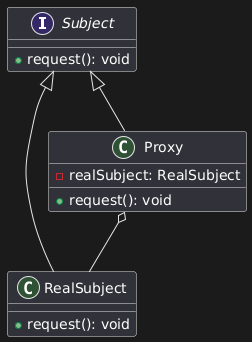 I Subject
+ request(): void
C Proxy
- realSubject: RealSubject
+ request(): void
C RealSubject
+ request(): void